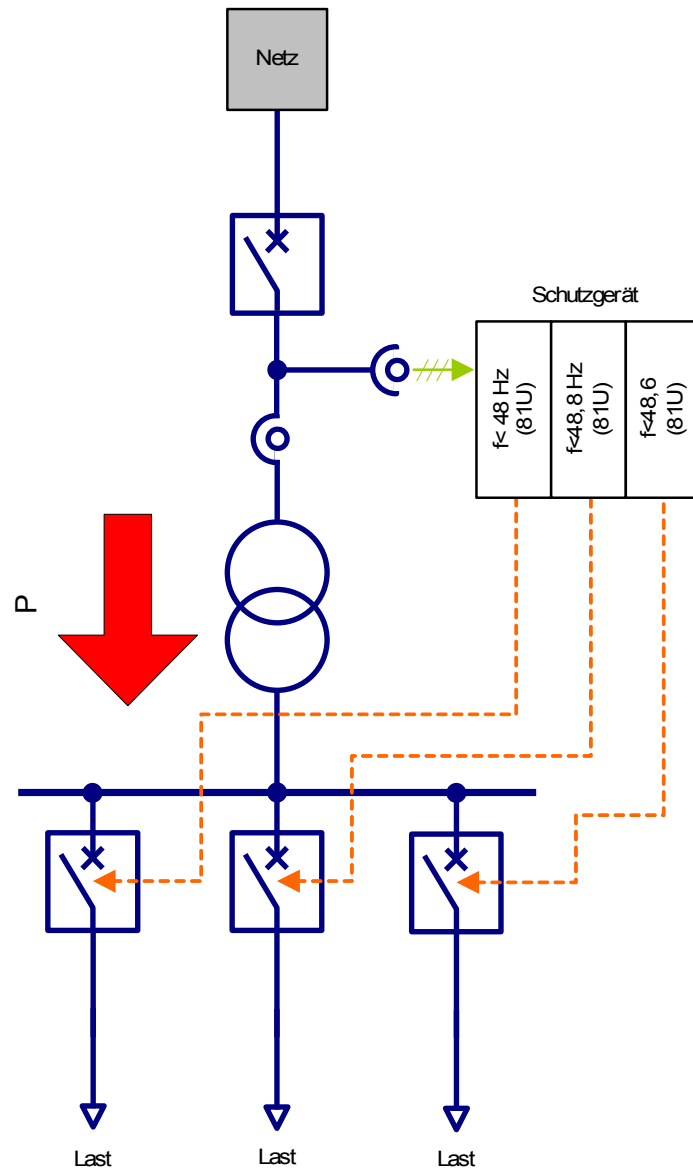 Netz
Schutzgerät
f< 48 Hz
(81U)
f<48,8 Hz
(81U)
f<48,6
(81U)
P
Last
Last
Last